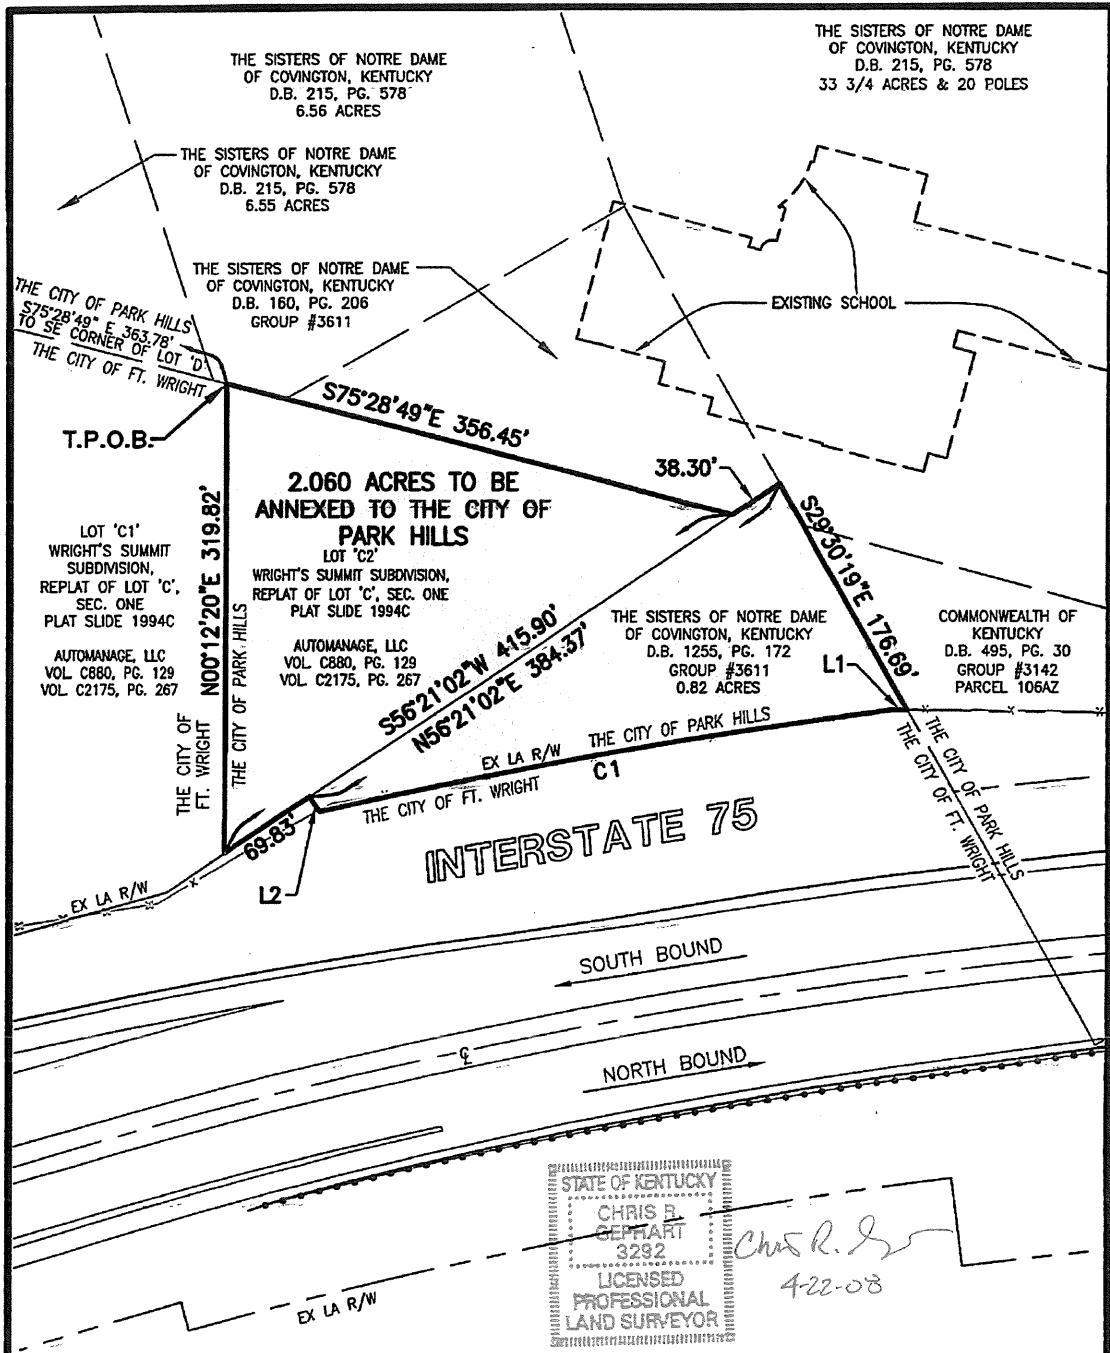 THE SISTERS OF NOTRE DAME
OF COVINGTON, KENTUCKY
D.B. 215, PG. 578
6.56 ACRES
THE SISTERS OF NOTRE DAME
OF COVINGTON, KENTUCKY
D.B. 215, PG. 578
33 3/4 ACRES & 20 POLES
THE SISTERS OF NOTRE DAME
OF COVINGTON, KENTUCKY
D.B. 215, PG. 578
6.55 ACRES
THE SISTERS OF NOTRE DAME
OF COVINGTON, KENTUCKY
D.B. 160, PG. 206
GROUP #3611
EXISTING SCHOOL
THE CITY OF PARK HILLS
S75°28'49" E 363.78'
TO SE CORNER OF LOT 'D'
THE CITY OF FT. WRIGHT
T.P.O.B.
S75°28'49"E 356.45'
38.30'
2.060 ACRES TO BE
ANNEXED TO THE CITY OF
PARK HILLS
LOT 'C2'
WRIGHT'S SUMMIT SUBDIVISION,
REPLAT OF LOT 'C', SEC. ONE
PLAT SLIDE 1994C
AUTOMANAGE, LLC
VOL C880, PG. 129
VOL. C2175, PG. 267
LOT 'C1'
WRIGHT'S SUMMIT
SUBDIVISION,
REPLAT OF LOT 'C',
SEC. ONE
PLAT SLIDE 1994C
AUTOMANAGE, LLC
VOL C880, PG. 129
VOL C2175, PG. 267
N00°12'20"E 319.82'
THE CITY OF
FT. WRIGHT
THE CITY OF PARK HILLS
S56°21'02"W 415.90'
N56°21'02"E 384.37'
S29°30'19"E 176.69'
THE SISTERS OF NOTRE DAME
OF COVINGTON, KENTUCKY
D.B. 1255, PG. 172
GROUP #3611
0.82 ACRES
L1
COMMONWEALTH OF
KENTUCKY
D.B. 495, PG. 30
GROUP #3142
PARCEL 106AZ
EX LA R/W
THE CITY OF PARK HILLS
C1
THE CITY OF FT. WRIGHT
THE CITY OF PARK HILLS
THE CITY OF FT. WRIGHT
69.83'
L2
EX LA R/W
INTERSTATE 75
SOUTH BOUND
NORTH BOUND
EX LA R/W
STATE OF KENTUCKY
CHRIS R.
GEPHART
3292
LICENSED
PROFESSIONAL
LAND SURVEYOR
4-22-08